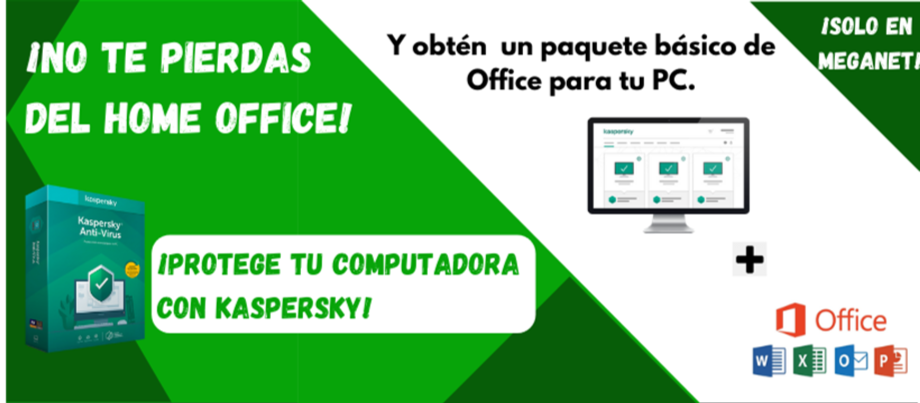 ¡NO TE PIERDAS
DEL HOME OFFICE!
Y obtén un paquete básico de
Office para tu PC.
¡SOLO EN
MEGANET!
kaspersky
Kaspersky
Anti-Virus
¡PROTEGE TU COMPUTADORA
CON KASPERSKY!
kaspersky
+
Office
W X O P